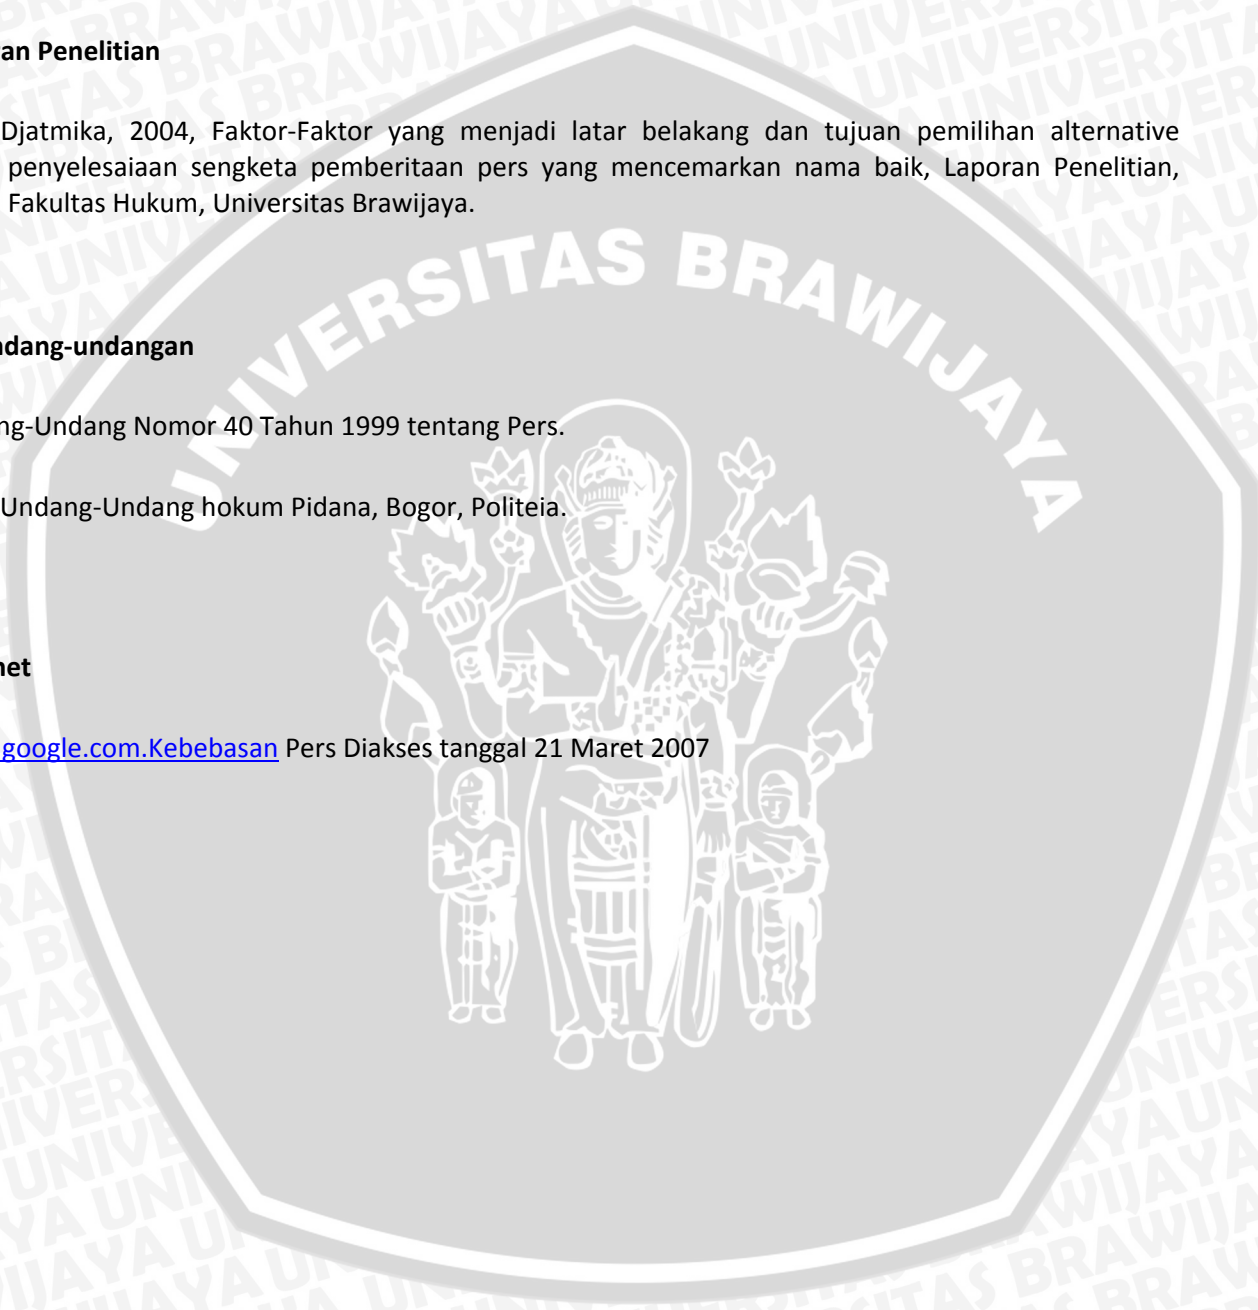 an Penelitian
Djatmika, 2004, Faktor-Faktor yang menjadi latar belakang dan tujuan pemilihan alternative
penyelesaiaan sengketa pemberitaan pers yang mencemarkan nama baik, Laporan Penelitian,
Fakultas Hukum, Universitas Brawijaya.
UNIVERSITAS BRAWIJAYA
dang-undangan
ng-Undang Nomor 40 Tahun 1999 tentang Pers.
Undang-Undang hokum Pidana, Bogor, Politeia.
net
google.com.Kebebasan Pers Diakses tanggal 21 Maret 2007